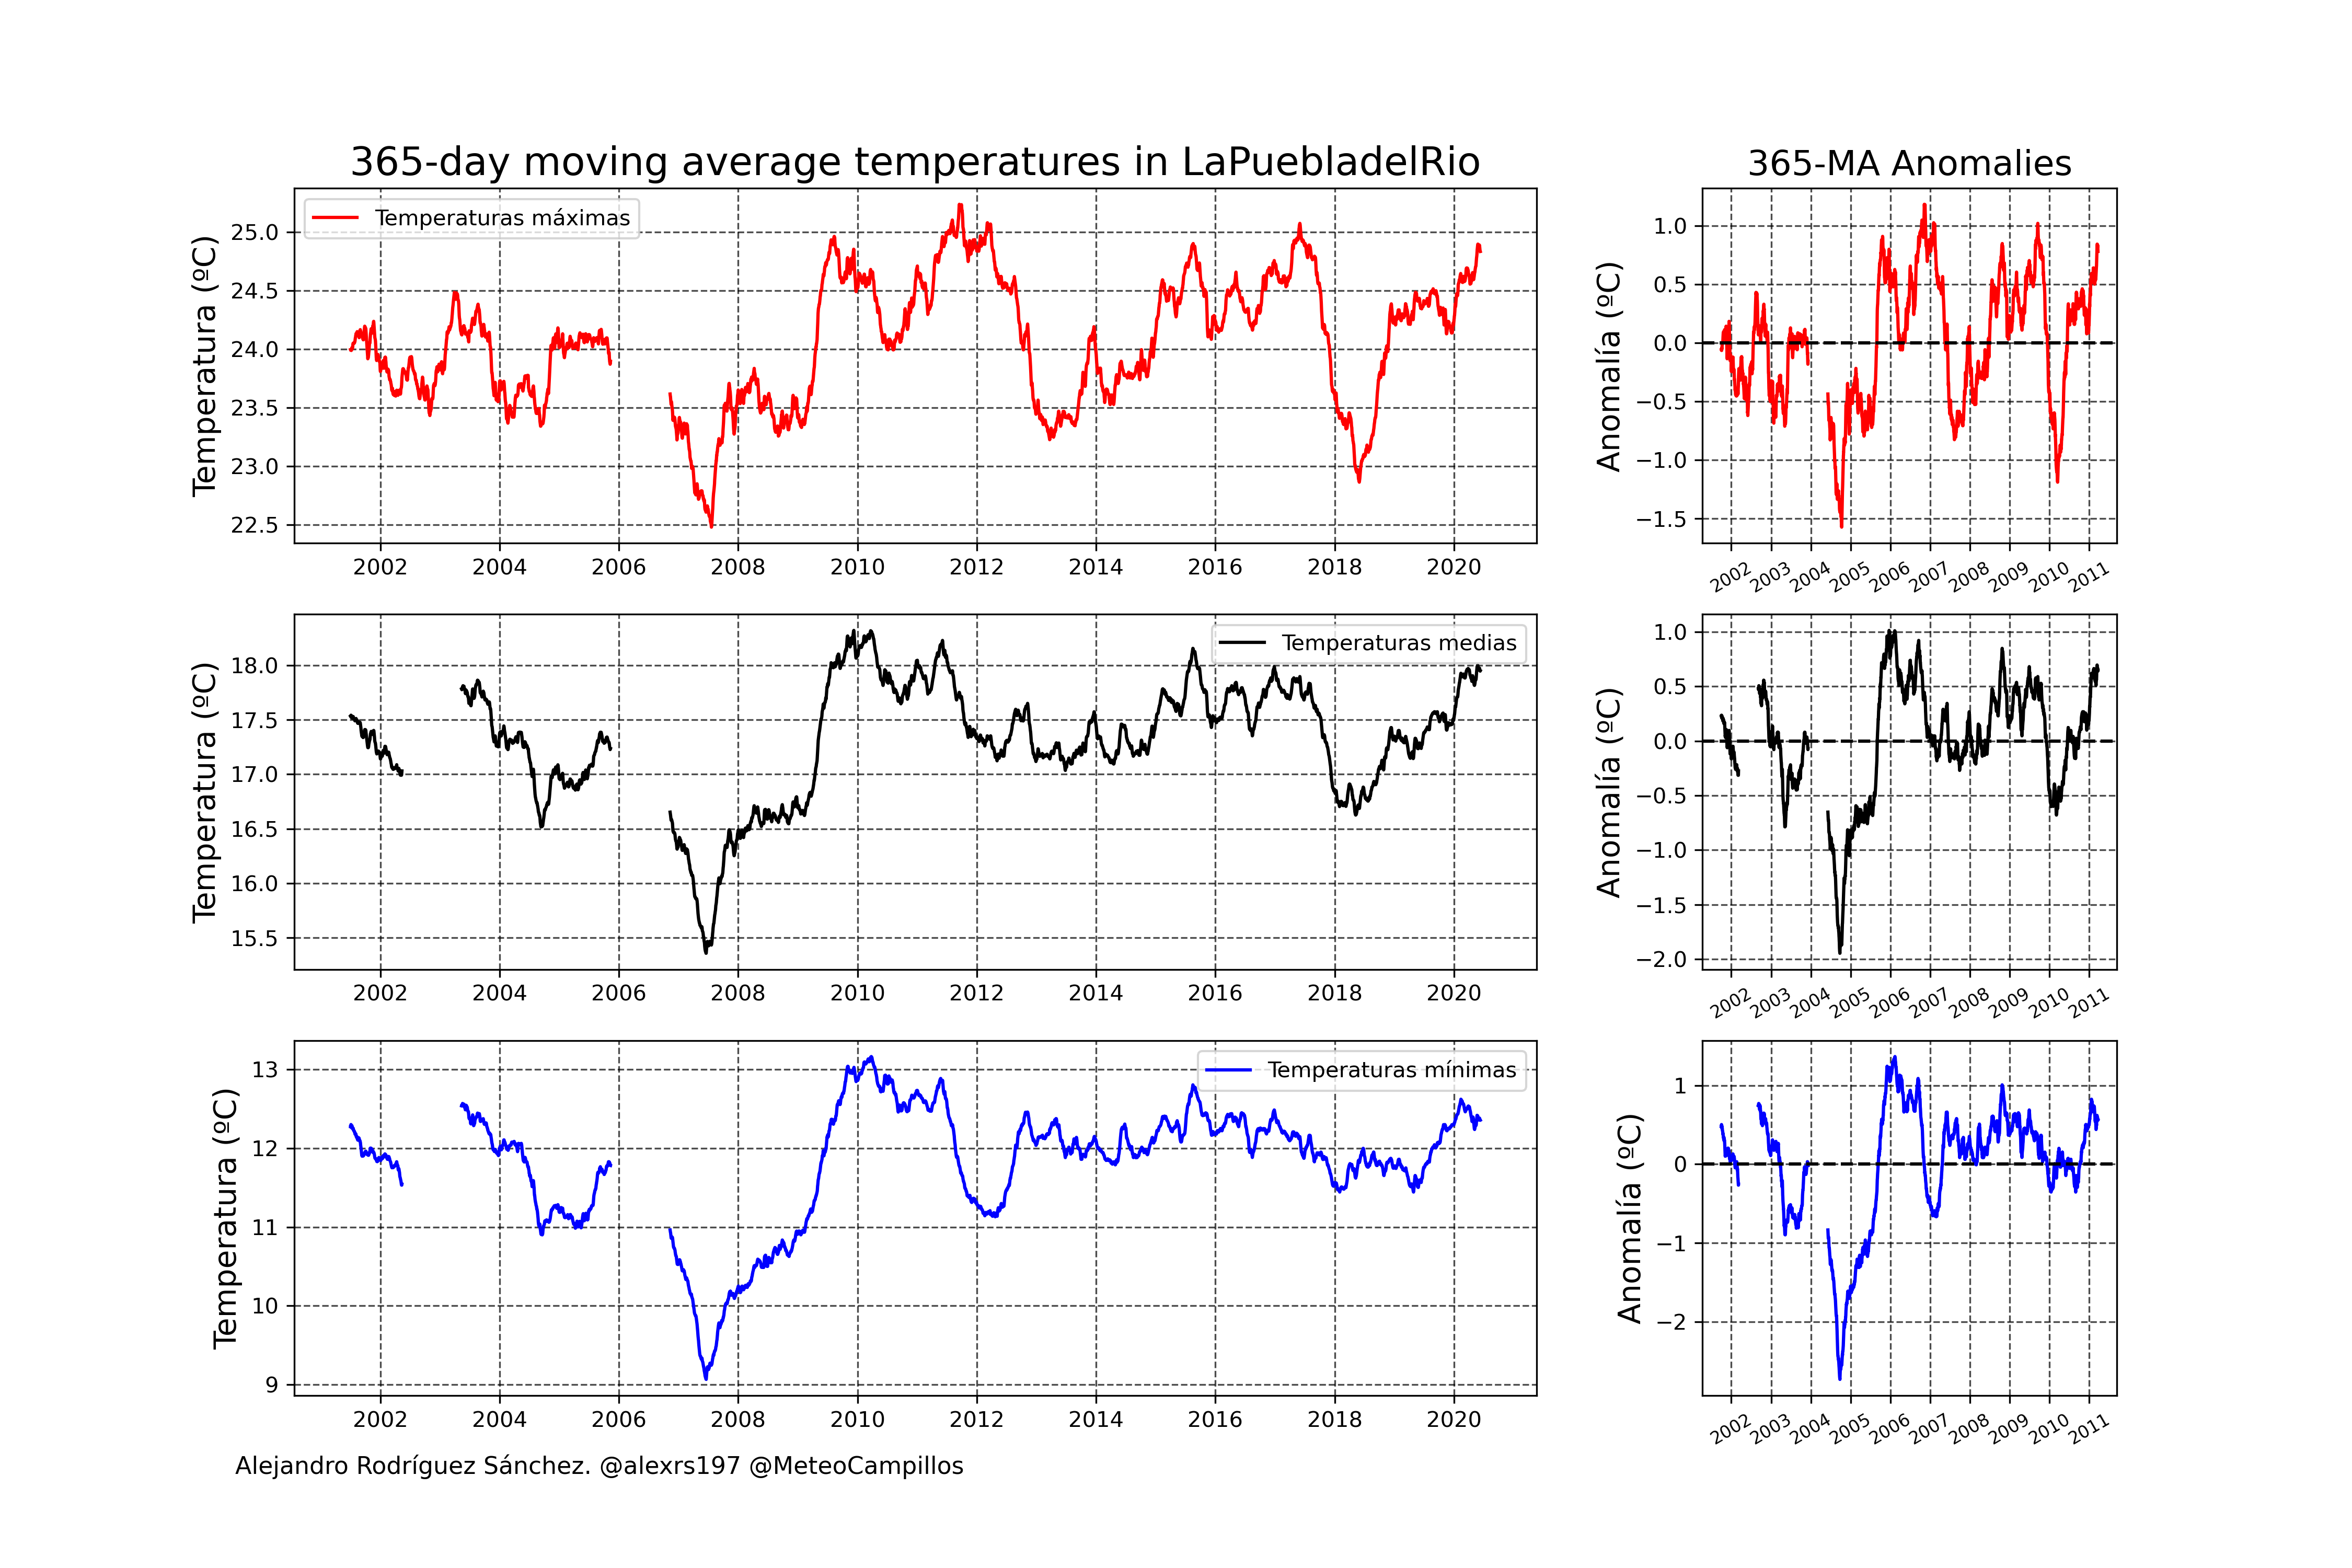 365-day moving average temperatures in LaPuebladelRio
365-MA Anomalies
Temperaturas máximas
Temperatura (ºC)
25.0
24.5
24.0
23.5
23.0
22.5
2002 2004 2006 2008 2010 2012 2014 2016 2018 2020
Anomalía (ºC)
1.0
0.5
0.0
−0.5
−1.0
−1.5
2002 2003 2004 2005 2006 2007 2008 2009 2010 2011
Temperaturas medias
Temperatura (ºC)
18.0
17.5
17.0
16.5
16.0
15.5
2002 2004 2006 2008 2010 2012 2014 2016 2018 2020
Anomalía (ºC)
1.0
0.5
0.0
−0.5
−1.0
−1.5
−2.0
2002 2003 2004 2005 2006 2007 2008 2009 2010 2011
Temperaturas mínimas
Temperatura (ºC)
13
12
11
10
9
2002 2004 2006 2008 2010 2012 2014 2016 2018 2020
Anomalía (ºC)
1
0
−1
−2
2002 2003 2004 2005 2006 2007 2008 2009 2010 2011
Alejandro Rodríguez Sánchez. @alexrs197 @MeteoCampillos